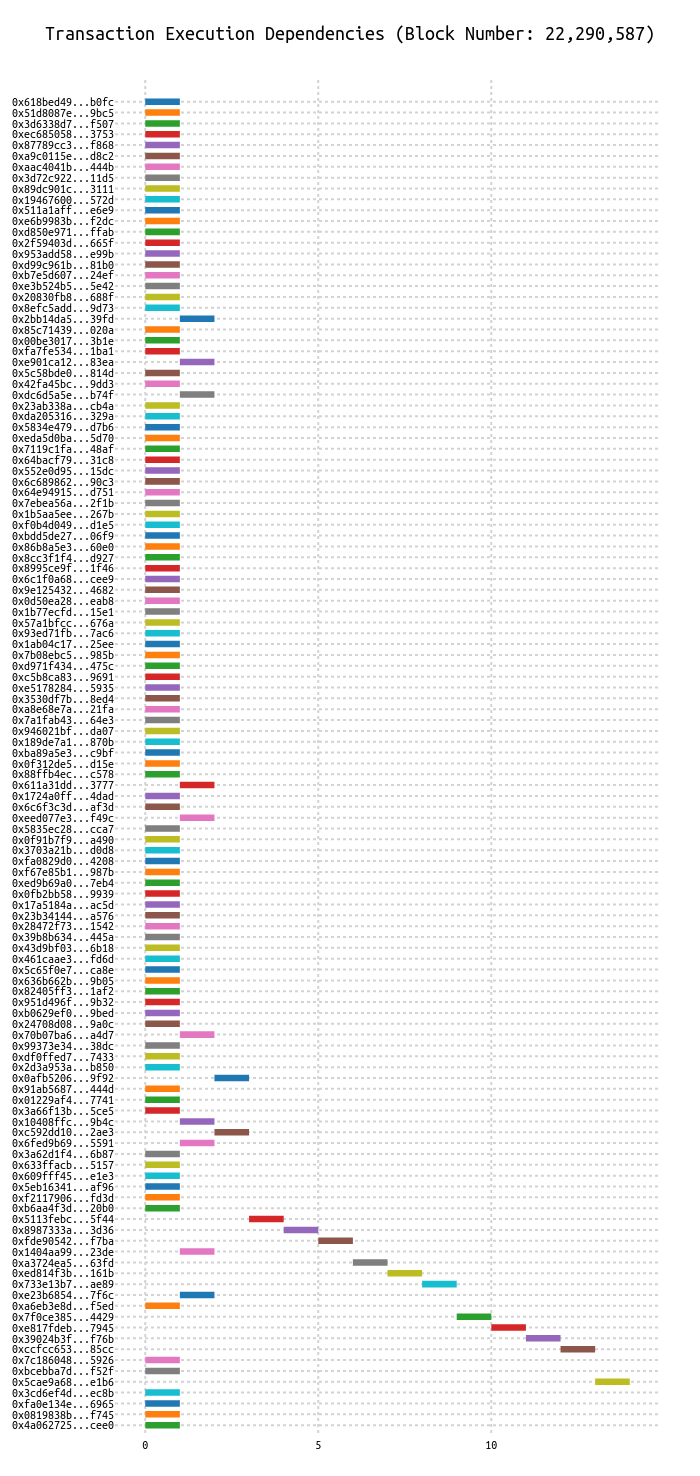 Transaction Execution Dependencies (Block Number: 22,290,587)
0x618bed49...b0fc
0x51d8087e...9bc5
0x3d6338d7...f507
0xec685058...3753
0x87789cc3...f868
0xa9c0115e...d8c2
0xaac4041b...444b
0x3d72c922...11d5
0x89dc901c...3111
0x19467600...572d
0x511a1aff...e6e9
0xe6b9983b...f2dc
0xd850e971...ffab
0x2f59403d...665f
0x953add58...e99b
0xd99c961b...81b0
0xb7e5d607...24ef
0xe3b524b5...5e42
0x20830fb8...688f
0x8efc5add...9d73
0x2bb14da5...39fd
0x85c71439...020a
0x00be3017...3b1e
0xfa7fe534...1ba1
0xe901ca12...83ea
0x5c58bde0...814d
0x42fa45bc...9dd3
0xdc6d5a5e...b74f
0x23ab338a...cb4a
0xda205316...329a
0x5834e479...d7b6
0xeda5d0ba...5d70
0x7119c1fa...48af
0x64bacf79...31c8
0x552e0d95...15dc
0x6c689862...90c3
0x64e94915...d751
0x7ebea56a...2f1b
0x1b5aa5ee...267b
0xf0b4d049...d1e5
0xbdd5de27...06f9
0x86b8a5e3...60e0
0x8cc3f1f4...d927
0x8995ce9f...1f46
0x6c1f0a68...cee9
0x9e125432...4682
0x0d50ea28...eab8
0x1b77ecfd...15e1
0x57a1bfcc...676a
0x93ed71fb...7ac6
0x1ab04c17...25ee
0x7b08ebc5...985b
0xd971f434...475c
0xc5b8ca83...9691
0xe5178284...5935
0x3530df7b...8ed4
0xa8e68e7a...21fa
0x7a1fab43...64e3
0x946021bf...da07
0x189de7a1...870b
0xba89a5e3...c9bf
0x0f312de5...d15e
0x88ffb4ec...c578
0x611a31dd...3777
0x1724a0ff...4dad
0x6c6f3c3d...af3d
0xeed077e3...f49c
0x5835ec28...cca7
0x0f91b7f9...a490
0x3703a21b...d0d8
0xfa0829d0...4208
0xf67e85b1...987b
0xed9b69a0...7eb4
0x0fb2bb58...9939
0x17a5184a...ac5d
0x23b34144...a576
0x28472f73...1542
0x39b8b634...445a
0x43d9bf03...6b18
0x461caae3...fd6d
0x5c65f0e7...ca8e
0x636b662b...9b05
0x82405ff3...1af2
0x951d496f...9b32
0xb0629ef0...9bed
0x24708d08...9a0c
0x70b07ba6...a4d7
0x99373e34...38dc
0xdf0ffed7...7433
0x2d3a953a...b850
0x0afb5206...9f92
0x91ab5687...444d
0x01229af4...7741
0x3a66f13b...5ce5
0x10408ffc...9b4c
0xc592dd10...2ae3
0x6fed9b69...5591
0x3a62d1f4...6b87
0x633ffacb...5157
0x609fff45...e1e3
0x5eb16341...af96
0xf2117906...fd3d
0xb6aa4f3d...20b0
0x5113febc...5f44
0x8987333a...3d36
0xfde90542...f7ba
0x1404aa99...23de
0xa3724ea5...63fd
0xed814f3b...161b
0x733e13b7...ae89
0xe23b6854...7f6c
0xa6eb3e8d...f5ed
0x7f0ce385...4429
0xe817fdeb...7945
0x39024b3f...f76b
0xccfcc653...85cc
0x7c186048...5926
0xbcebba7d...f52f
0x5cae9a68...e1b6
0x3cd6ef4d...ec8b
0xfa0e134e...6965
0x0819838b...f745
0x4a062725...cee0
0 5 10